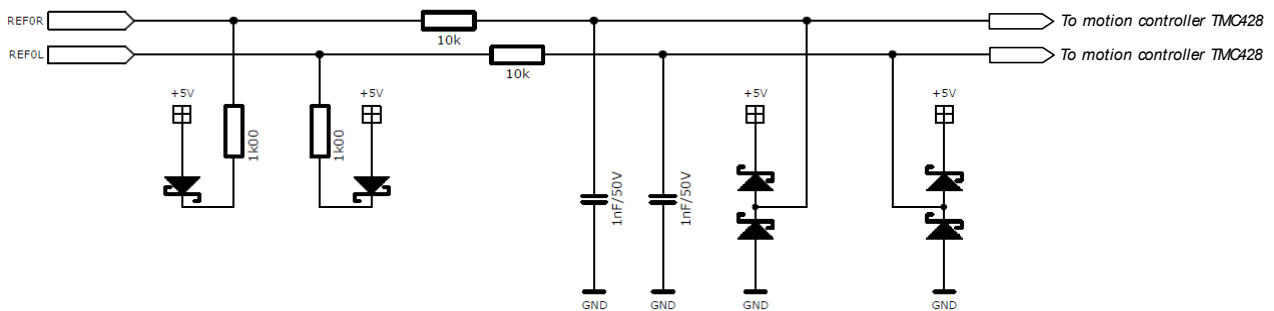 REF0R
10k
To motion controller TMC428
REF0L
10k
To motion controller TMC428
+5V
+5V
+5V
+5V
1k00
1k00
1nF/50V
1nF/50V
GND
GND
GND
GND